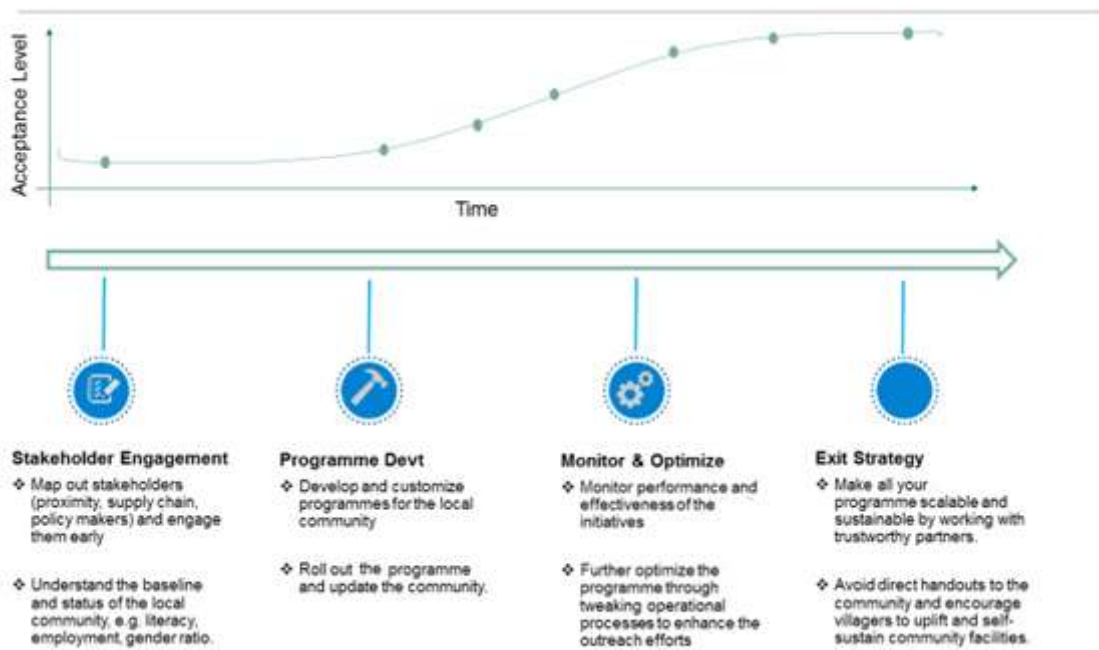 Acceptance Level
Time
Stakeholder Engagement
❖ Map out stakeholders
(proximity, supply chain,
policy makers) and engage
them early
❖ Understand the baseline
and status of the local
community, e.g. literacy,
employment, gender ratio.
Programme Devt
❖ Develop and customize
programmes for the local
community
❖ Roll out the programme
and update the community.
Monitor & Optimize
❖ Monitor performance and
effectiveness of the
initiatives
❖ Further optimize the
programme through
tweaking operational
processes to enhance the
outreach efforts
Exit Strategy
❖ Make all your
programme scalable and
sustainable by working with
trustworthy partners.
❖ Avoid direct handouts to the
community and encourage
villagers to uplift and self-
sustain community facilities.